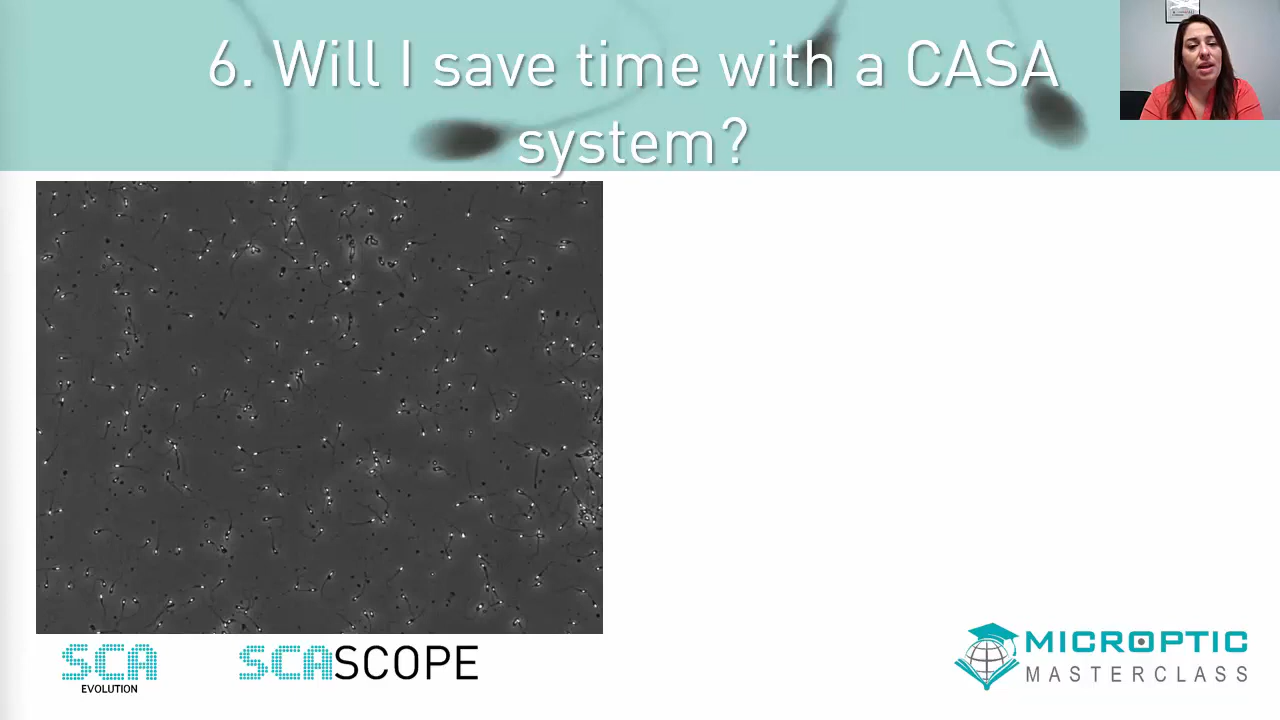 6. Will I save time with a CASA
system?
SCA
EVOLUTION
SCASCOPE
MICROPTIC
MASTERCLASS